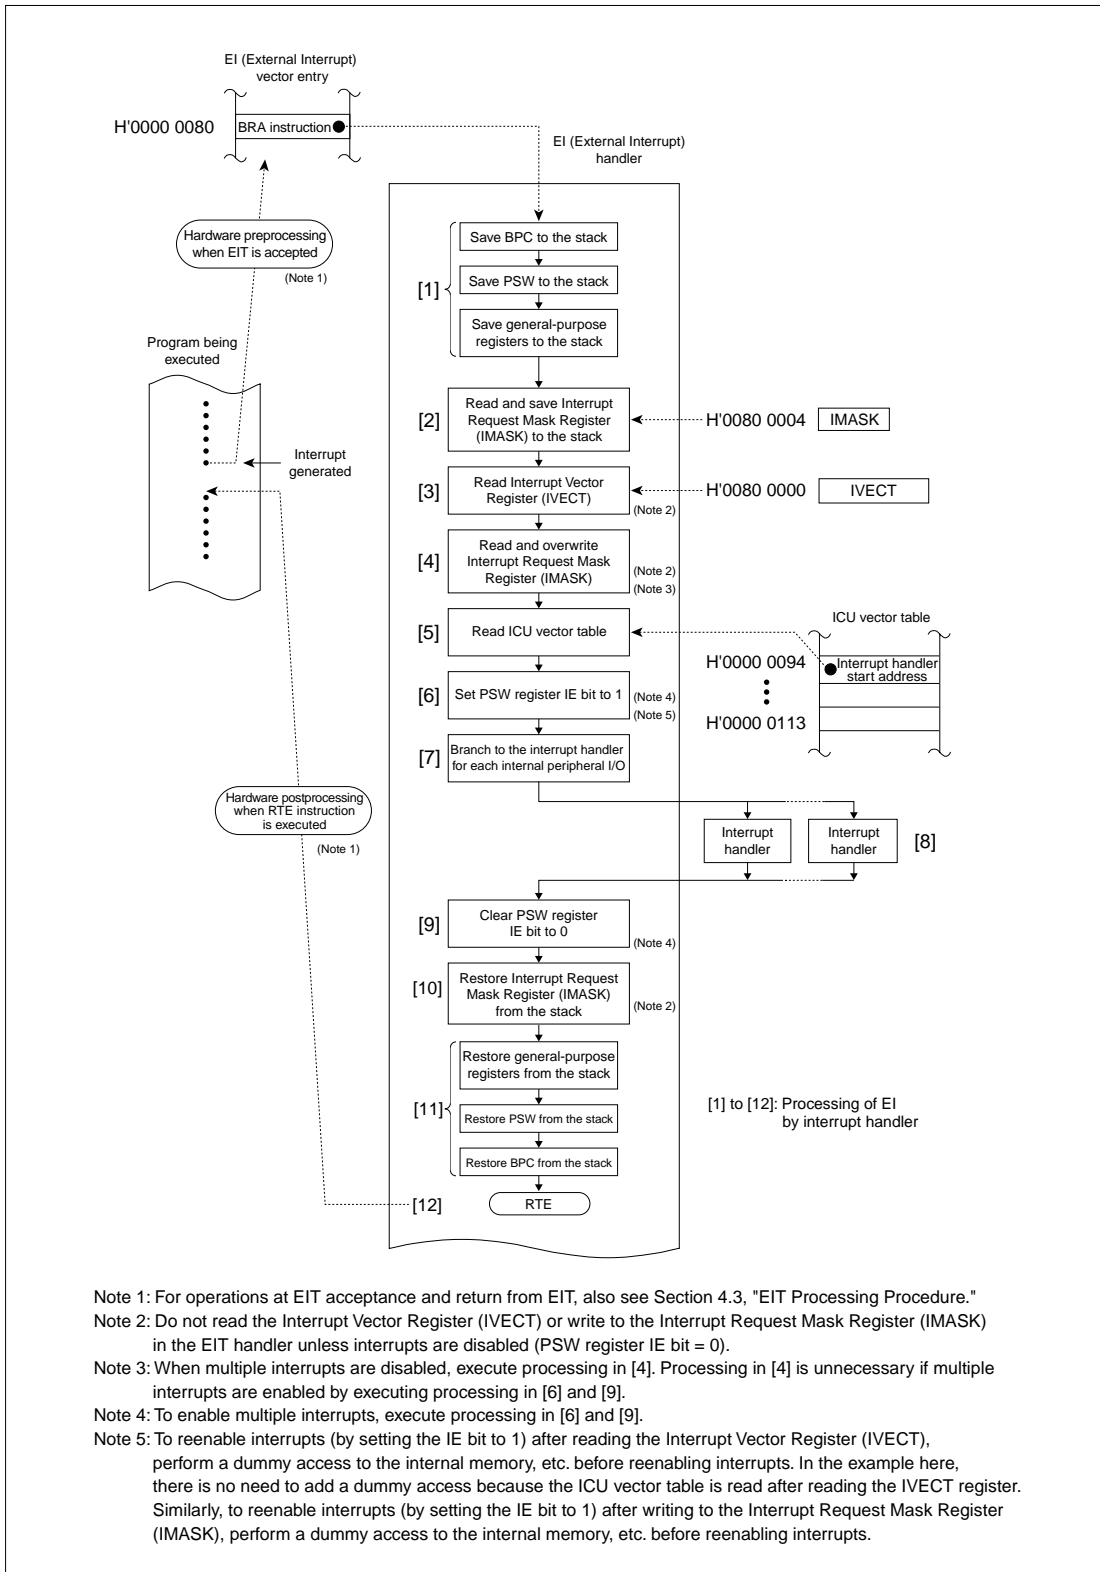 EI (External Interrupt)
vector entry
H'0000 0080
BRA instruction
EI (External Interrupt)
handler
Hardware preprocessing
when EIT is accepted
(Note 1)
Program being
executed
Interrupt
generated
[1]
Save BPC to the stack
Save PSW to the stack
Save general-purpose
registers to the stack
[2]
Read and save Interrupt
Request Mask Register
(IMASK) to the stack
H'0080 0004
IMASK
[3]
Read Interrupt Vector
Register (IVECT)
(Note 2)
H'0080 0000
IVECT
[4]
Read and overwrite
Interrupt Request Mask
Register (IMASK)
(Note 2)
(Note 3)
[5]
Read ICU vector table
ICU vector table
H'0000 0094
Interrupt handler
start address
H'0000 0113
[6]
Set PSW register IE bit to 1
(Note 4)
(Note 5)
[7]
Branch to the interrupt handler
for each internal peripheral I/O
Hardware postprocessing
when RTE instruction
is executed
(Note 1)
Interrupt
handler
Interrupt
handler
[8]
[9]
Clear PSW register
IE bit to 0
(Note 4)
[10]
Restore Interrupt Request
Mask Register (IMASK)
from the stack
(Note 2)
[11]
Restore general-purpose
registers from the stack
Restore PSW from the stack
Restore BPC from the stack
[1] to [12]: Processing of EI
by interrupt handler
[12]
RTE
Note 1: For operations at EIT acceptance and return from EIT, also see Section 4.3, "EIT Processing Procedure."
Note 2: Do not read the Interrupt Vector Register (IVECT) or write to the Interrupt Request Mask Register (IMASK)
in the EIT handler unless interrupts are disabled (PSW register IE bit = 0).
Note 3: When multiple interrupts are disabled, execute processing in [4]. Processing in [4] is unnecessary if multiple
interrupts are enabled by executing processing in [6] and [9].
Note 4: To enable multiple interrupts, execute processing in [6] and [9].
Note 5: To reenable interrupts (by setting the IE bit to 1) after reading the Interrupt Vector Register (IVECT),
perform a dummy access to the internal memory, etc. before reenabling interrupts. In the example here,
there is no need to add a dummy access because the ICU vector table is read after reading the IVECT register.
Similarly, to reenable interrupts (by setting the IE bit to 1) after writing to the Interrupt Request Mask Register
(IMASK), perform a dummy access to the internal memory, etc. before reenabling interrupts.